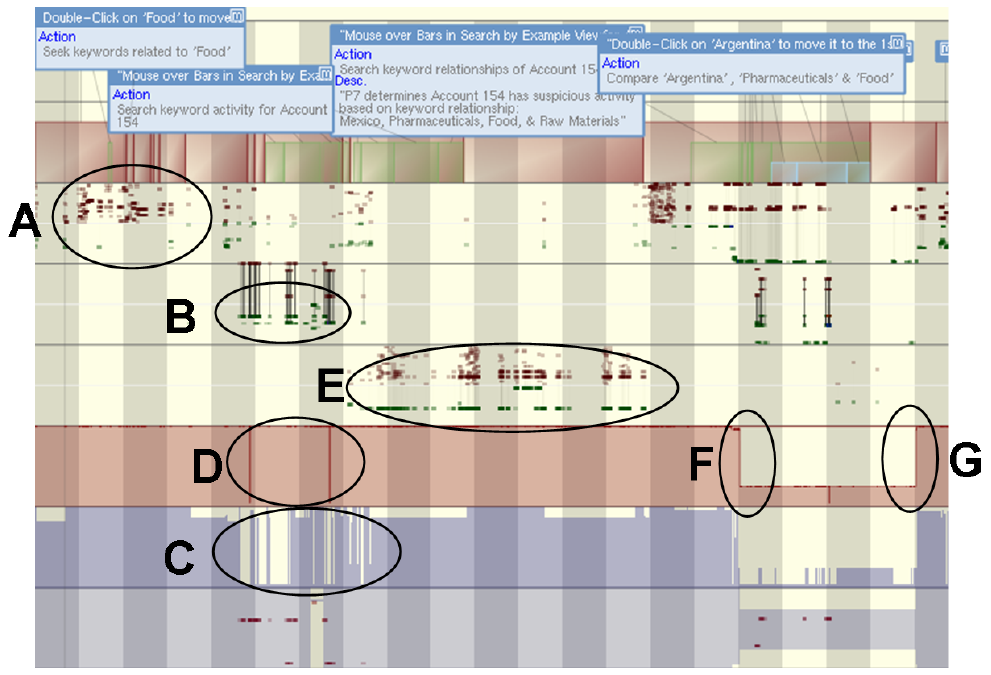 Double-Click on 'Food' to move
Action
Seek keywords related to 'Food'
"Mouse over Bars in Search by Exa
Action
Search keyword activity for Account
154
"Mouse over Bars in Search by Example View
Action
Search keyword relationships of Account 154
Desc.
"P7 determines Account 154 has suspicious activity
based on keyword relationship:
Mexico, Pharmaceuticals, Food, & Raw Materials"
"Double-Click on 'Argentina' to move it to the 1s
Action
Compare 'Argentina', 'Pharmaceuticals' & 'Food'
A
B
E
D
F
G
C